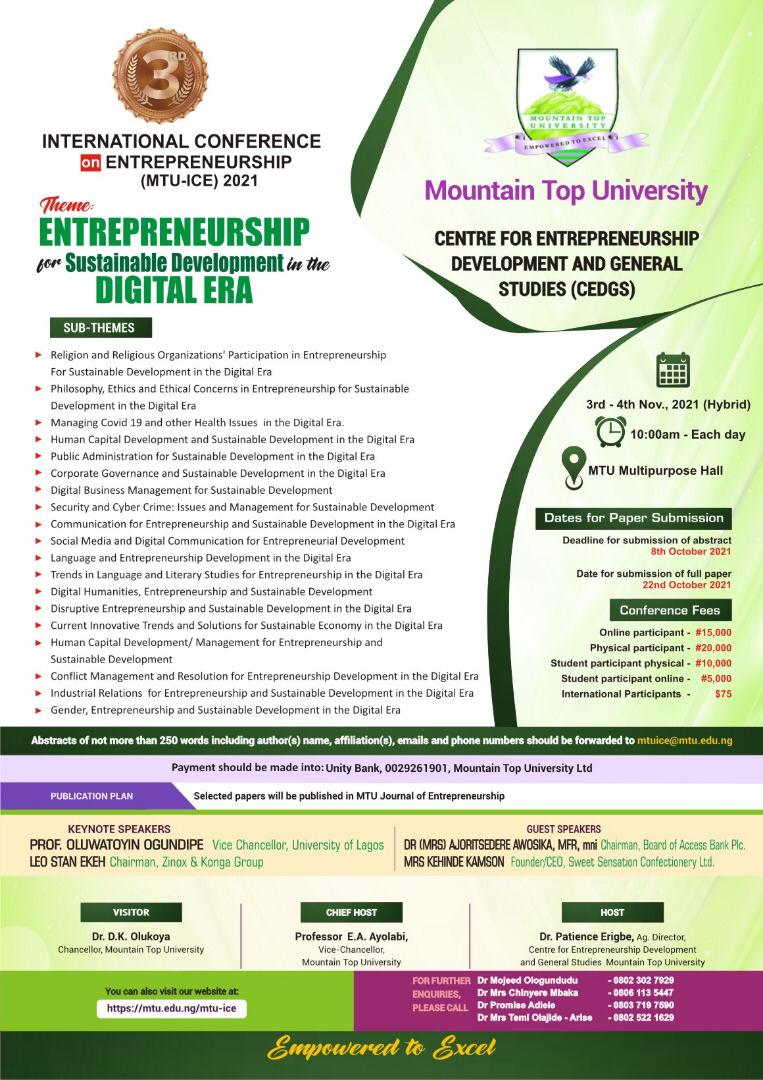 3RD
INTERNATIONAL CONFERENCE
on ENTREPRENEURSHIP
(MTU-ICE) 2021
Theme:
ENTREPRENEURSHIP
for Sustainable Development in the
DIGITAL ERA
MOUNTAIN TOP
UNIVERSITY
EMPOWERED TO EXCEL
Mountain Top University
CENTRE FOR ENTREPRENEURSHIP
DEVELOPMENT AND GENERAL
STUDIES (CEDGS)
SUB-THEMES
Religion and Religious Organizations' Participation in Entrepreneurship
For Sustainable Development in the Digital Era
Philosophy, Ethics and Ethical Concerns in Entrepreneurship for Sustainable
Development in the Digital Era
Managing Covid 19 and other Health Issues in the Digital Era.
Human Capital Development and Sustainable Development in the Digital Era
Public Administration for Sustainable Development in the Digital Era
Corporate Governance and Sustainable Development in the Digital Era
Digital Business Management for Sustainable Development
Security and Cyber Crime: Issues and Management for Sustainable Development
Communication for Entrepreneurship and Sustainable Development in the Digital Era
Social Media and Digital Communication for Entrepreneurial Development
Language and Entrepreneurship Development in the Digital Era
Trends in Language and Literary Studies for Entrepreneurship in the Digital Era
Digital Humanities, Entrepreneurship and Sustainable Development
Disruptive Entrepreneurship and Sustainable Development in the Digital Era
Current Innovative Trends and Solutions for Sustainable Economy in the Digital Era
Human Capital Development/ Management for Entrepreneurship and
Sustainable Development
Conflict Management and Resolution for Entrepreneurship Development in the Digital Era
Industrial Relations for Entrepreneurship and Sustainable Development in the Digital Era
Gender, Entrepreneurship and Sustainable Development in the Digital Era
3rd - 4th Nov., 2021 (Hybrid)
10:00am - Each day
MTU Multipurpose Hall
Dates for Paper Submission
Deadline for submission of abstract
8th October 2021
Date for submission of full paper
22nd October 2021
Conference Fees
Online participant - #15,000
Physical participant - #20,000
Student participant physical - #10,000
Student participant online - #5,000
International Participants - $75
Abstracts of not more than 250 words including author(s) name, affiliation(s), emails and phone numbers should be forwarded to mtuice@mtu.edu.ng
Payment should be made into: Unity Bank, 0029261901, Mountain Top University Ltd
PUBLICATION PLAN Selected papers will be published in MTU Journal of Entrepreneurship
KEYNOTE SPEAKERS
PROF. OLUWATOYIN OGUNDIPE Vice Chancellor, University of Lagos
LEO STAN EKEH Chairman, Zinox & Konga Group
GUEST SPEAKERS
DR (MRS) AJORITSEDERE AWOSIKA, MFR, mni Chairman, Board of Access Bank Plc.
MRS KEHINDE KAMSON Founder/CEO, Sweet Sensation Confectionery Ltd.
VISITOR
Dr. D.K. Olukoya
Chancellor, Mountain Top University
CHIEF HOST
Professor E.A. Ayolabi,
Vice-Chancellor,
Mountain Top University
HOST
Dr. Patience Erigbe, Ag. Director,
Centre for Entrepreneurship Development
and General Studies Mountain Top University
You can also visit our website at:
https://mtu.edu.ng/mtu-ice
FOR FURTHER
ENQUIRIES,
PLEASE CALL
Dr Mojeed Ologundudu - 0802 302 7929
Dr Mrs Chinyere Mbaka - 0806 113 5447
Dr Promise Adiele - 0803 719 7590
Dr Mrs Temi Olajide - Arise - 0802 522 1629
Empowered to Excel